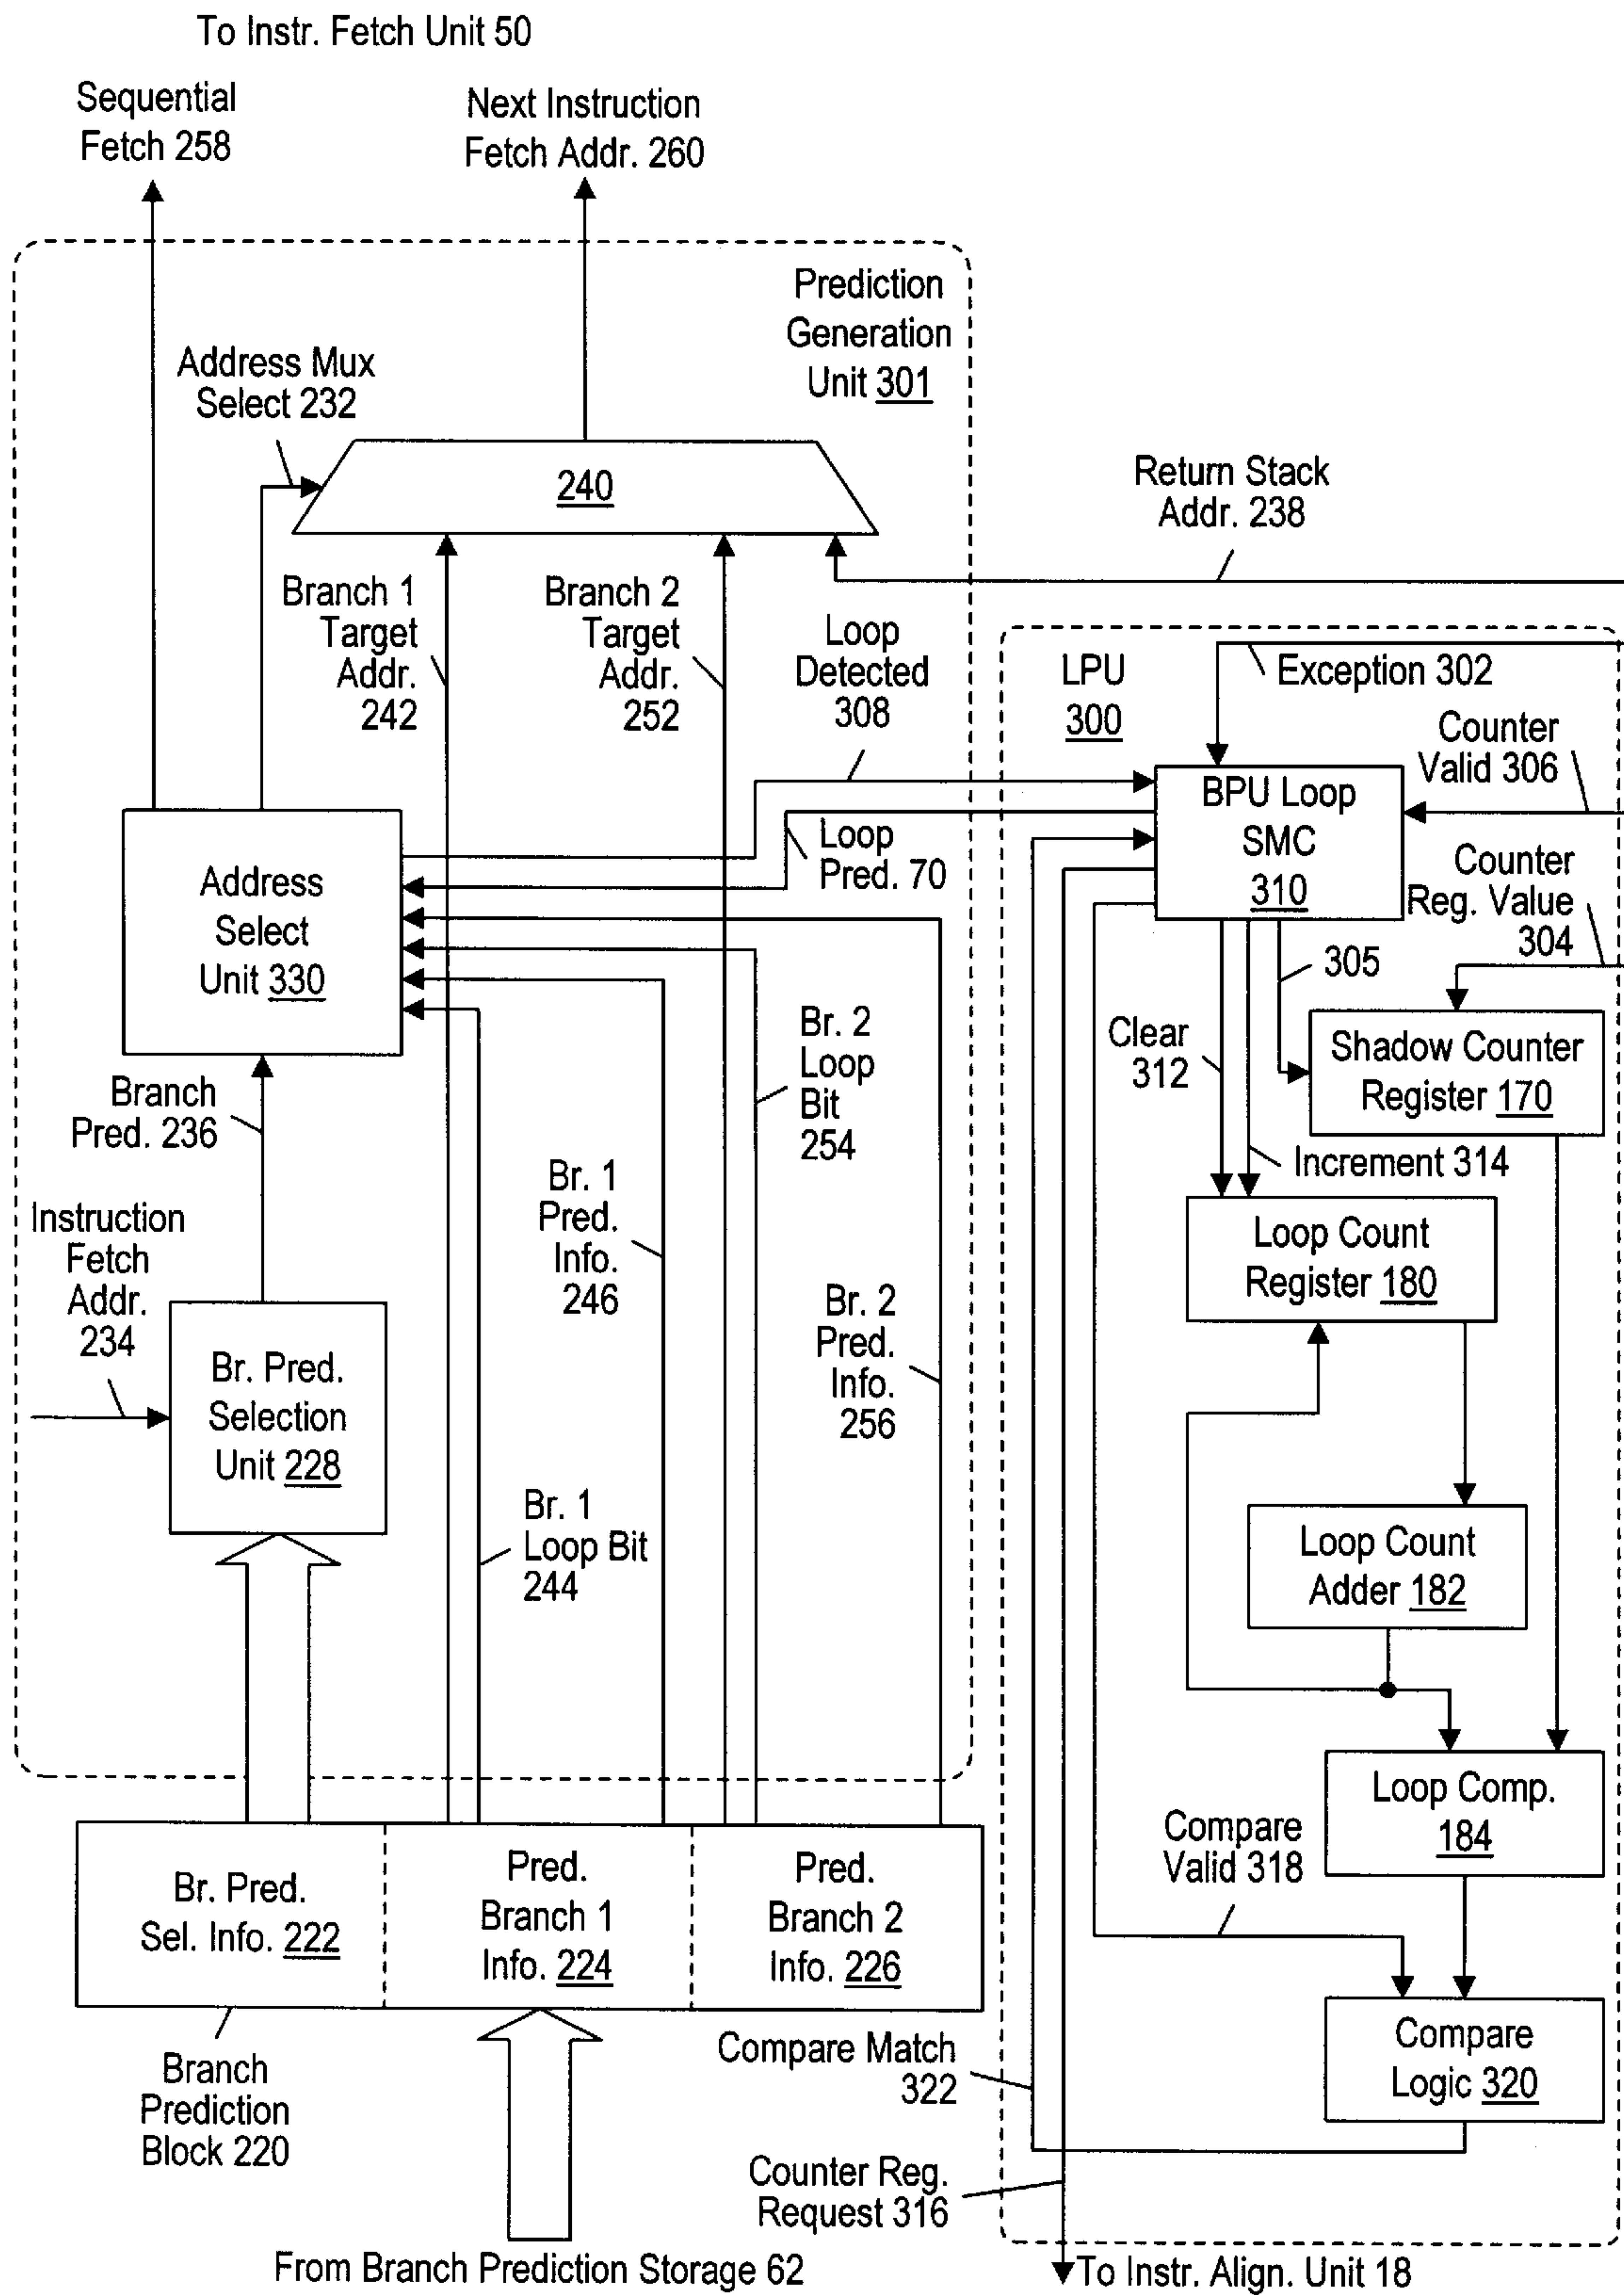 To Instr. Fetch Unit 50
Sequential
Fetch 258
Next Instruction
Fetch Addr. 260
Prediction
Generation
Unit 301
Address Mux
Select 232
240
Return Stack
Addr. 238
Branch 1
Target
Addr.
242
Branch 2
Target
Addr.
252
Loop
Detected
308
LPU
300
Exception 302
Counter
Valid 306
BPU Loop
SMC
310
Loop
Pred. 70
Counter
Reg. Value
304
Address
Select
Unit 330
305
Clear
312
Shadow Counter
Register 170
Br. 2
Loop
Bit
254
Branch
Pred. 236
Increment 314
Br. 1
Pred.
Info.
246
Instruction
Fetch
Addr.
234
Loop Count
Register 180
Br. 2
Pred.
Info.
256
Br. Pred.
Selection
Unit 228
Br. 1
Loop Bit
244
Loop Count
Adder 182
Loop Comp.
184
Compare
Valid 318
Br. Pred.
Sel. Info. 222
Pred.
Branch 1
Info. 224
Pred.
Branch 2
Info. 226
Compare
Logic 320
Compare Match
322
Branch
Prediction
Block 220
Counter Reg.
Request 316
From Branch Prediction Storage 62
To Instr. Align. Unit 18